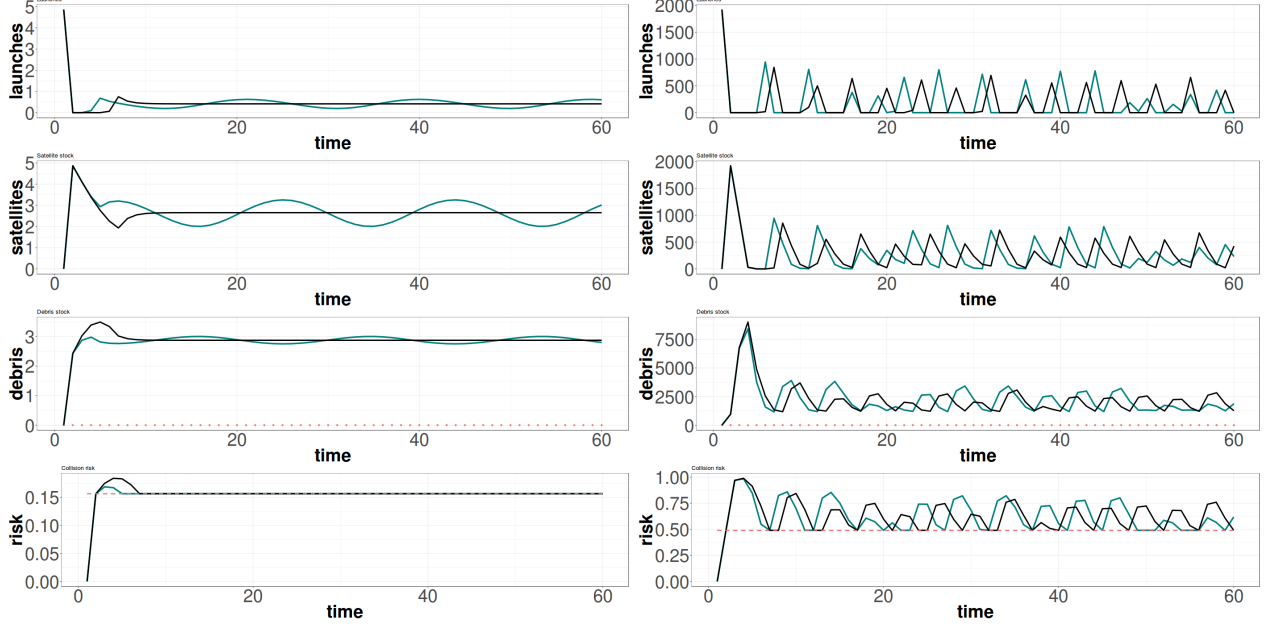 Launches
5
4
3
2
1
0
launches
0 20 40 60
time
Satellite stock
5
4
3
2
1
0
satellites
0 20 40 60
time
Debris stock
3
2
1
0
debris
0 20 40 60
time
Collision risk
0.15
0.10
0.05
0.00
risk
0 20 40 60
time
Launches
2000
1500
1000
500
0
launches
0 20 40 60
time
Satellite stock
2000
1500
1000
500
0
satellites
0 20 40 60
time
Debris stock
7500
5000
2500
0
debris
0 20 40 60
time
Collision risk
1.00
0.75
0.50
0.25
0.00
risk
0 20 40 60
time